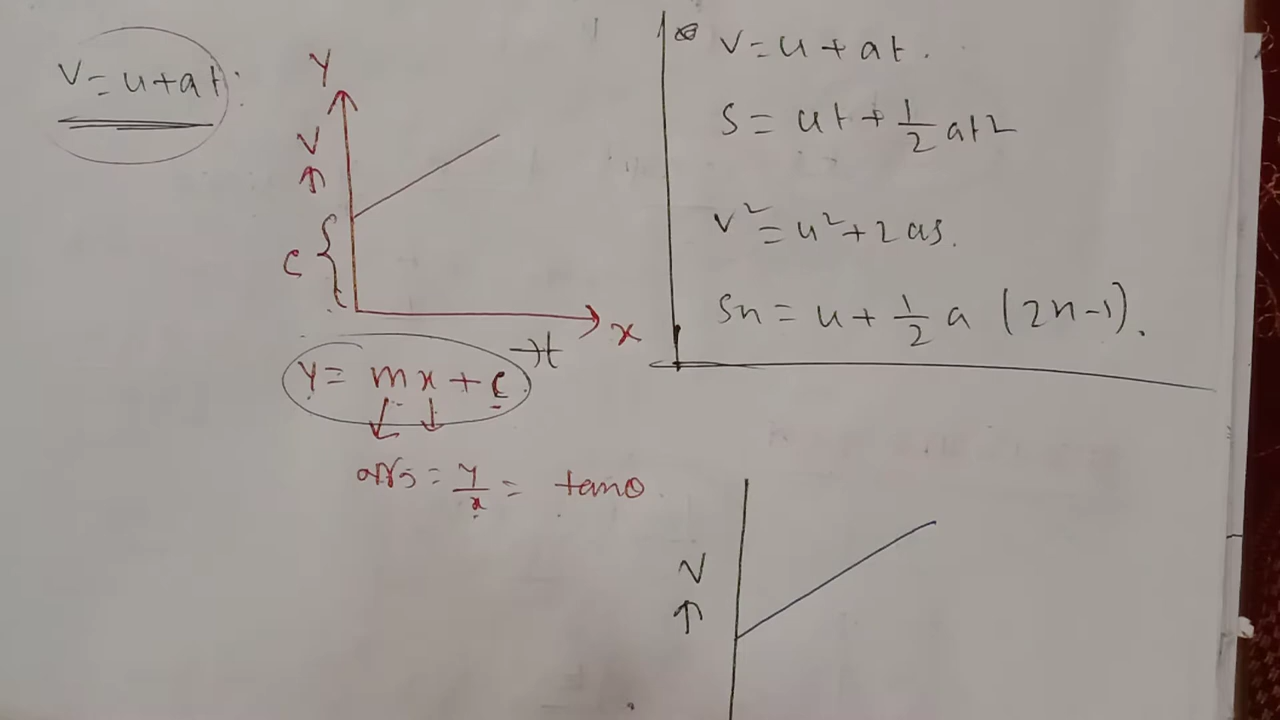 V=u+at:
Y
V
↑
C
x
→t
y= mx+c
= y/x = tanθ
v=u+at.
S= ut+1/2 at2
v²=u²+2as.
Sn= u+1/2 a (2n-1).
V
↑